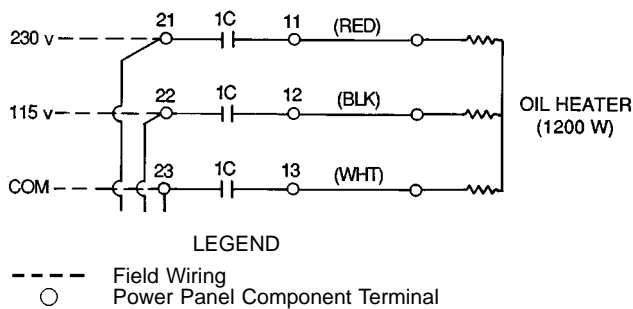 21 1C 11 (RED)
230 v
22 1C 12 (BLK)
115 v
OIL HEATER
(1200 W)
23 1C 13 (WHT)
COM
LEGEND
Field Wiring
Power Panel Component Terminal